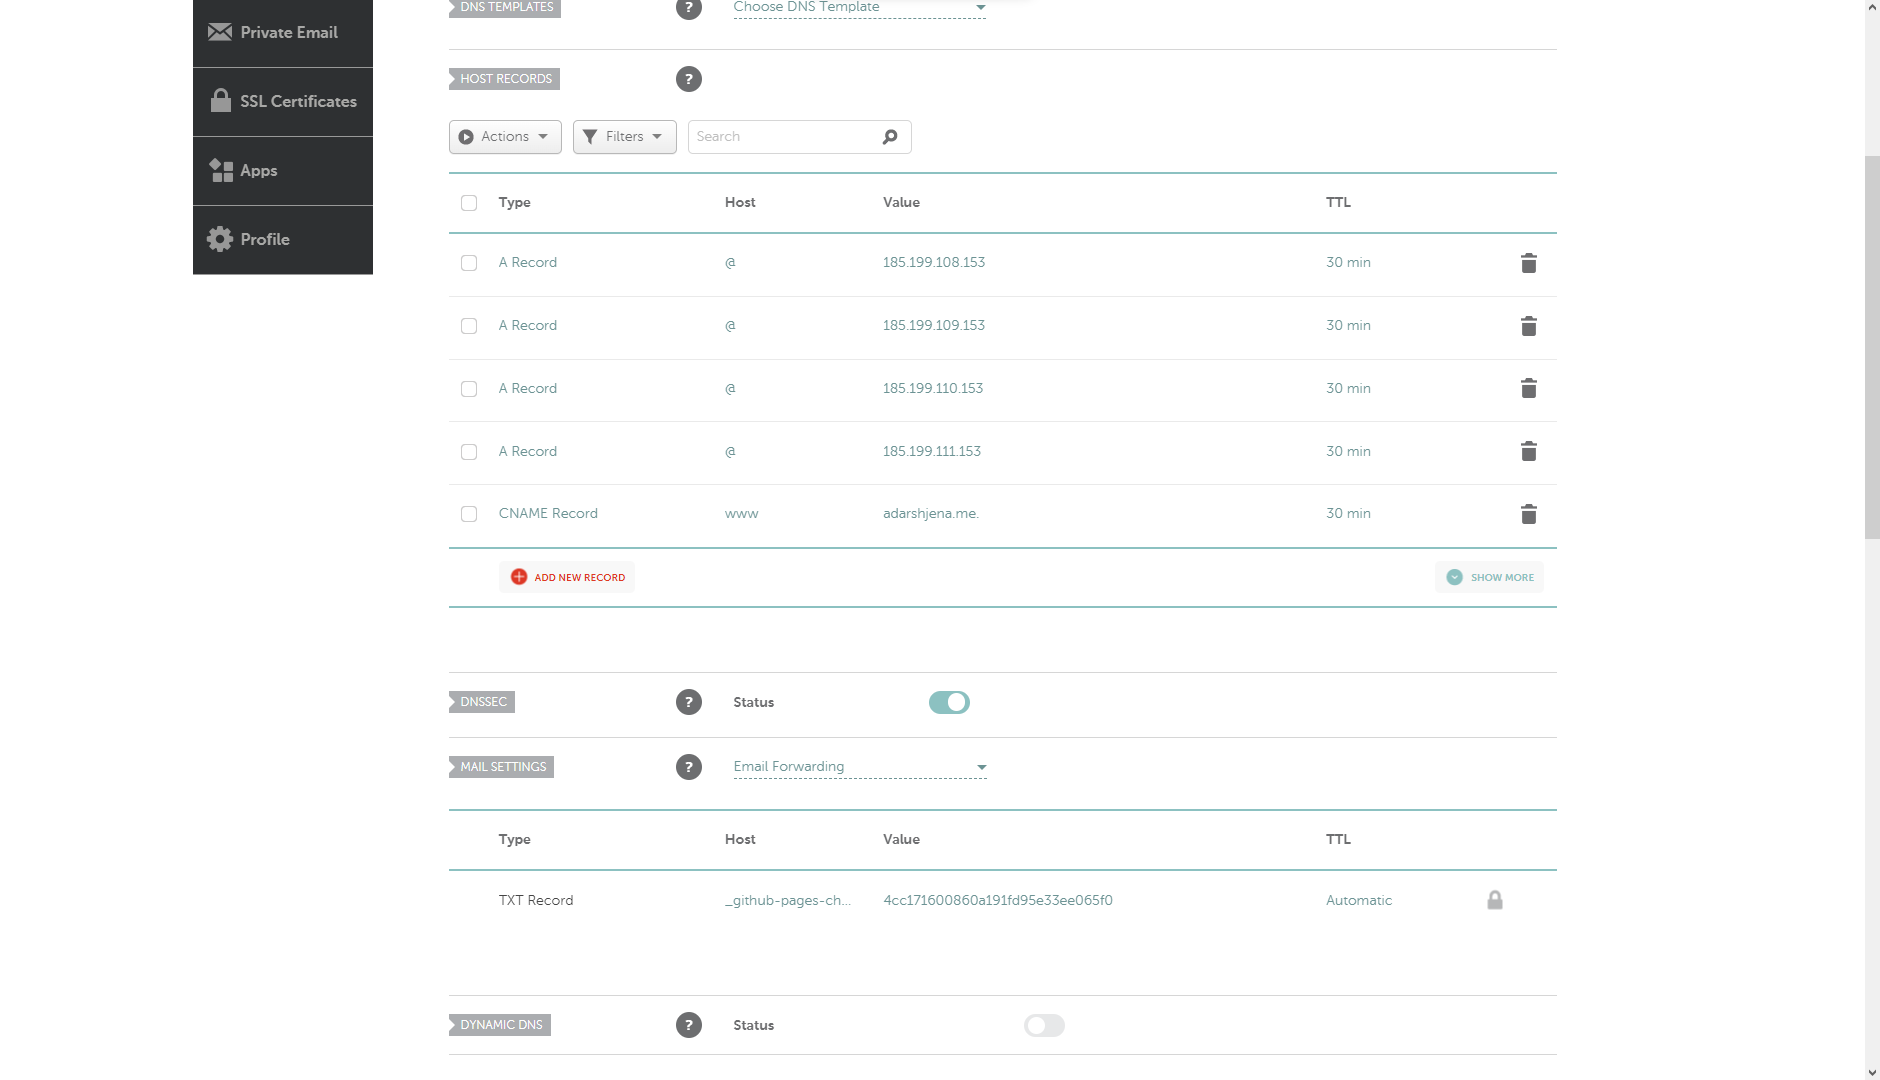 DNS TEMPLATES ? Choose DNS Template
Private Email
HOST RECORDS ?
SSL Certificates
Actions Filters Search
Apps
Type Host Value TTL
Profile
A Record @ 185.199.108.153 30 min
A Record @ 185.199.109.153 30 min
A Record @ 185.199.110.153 30 min
A Record @ 185.199.111.153 30 min
CNAME Record www adarshjena.me. 30 min
ADD NEW RECORD SHOW MORE
DNSSEC ? Status
MAIL SETTINGS ? Email Forwarding
Type Host Value TTL
TXT Record _github-pages-ch... 4cc171600860a191fd95e33ee065f0 Automatic
DYNAMIC DNS ? Status